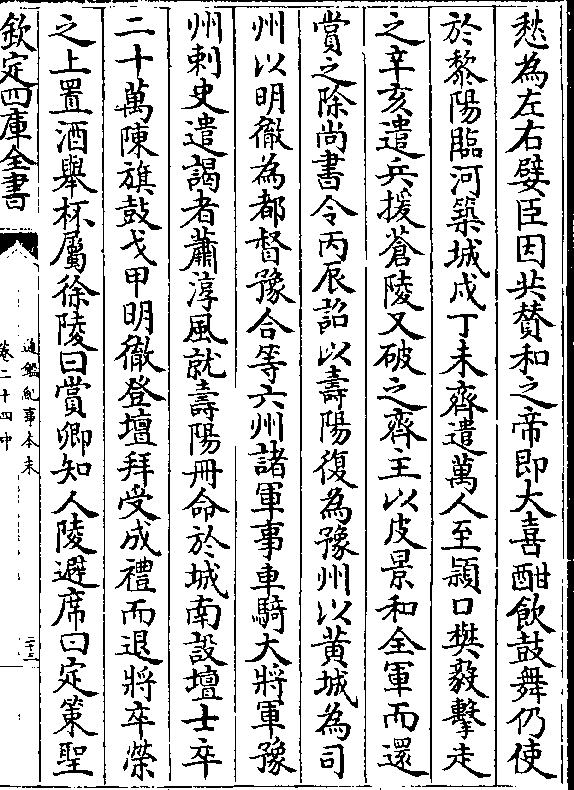 愁為左右嬖臣因共賛和之帝即大喜酣飲鼓舞仍使
於黎陽臨河築城戍丁未齊遣萬人至潁口樊毅擊走
之辛亥遣兵援蒼陵又破之齊主以皮景和全軍而還
賞之除尚書令丙辰詔以壽陽復為豫州以黄城為司
州以明徹為都督豫合等六州諸軍事車騎大將軍豫
州刺史遣謁者蕭淳風就壽陽冊命於城南設壇士卒
二十萬陳旗鼓戈甲明徹登壇拜受成禮而退將卒榮
之上置酒舉杯屬徐陵曰賞卿知人陵避席曰定策聖
欽定四庫全書
通鑑紀事本末
卷二十四中
二十三